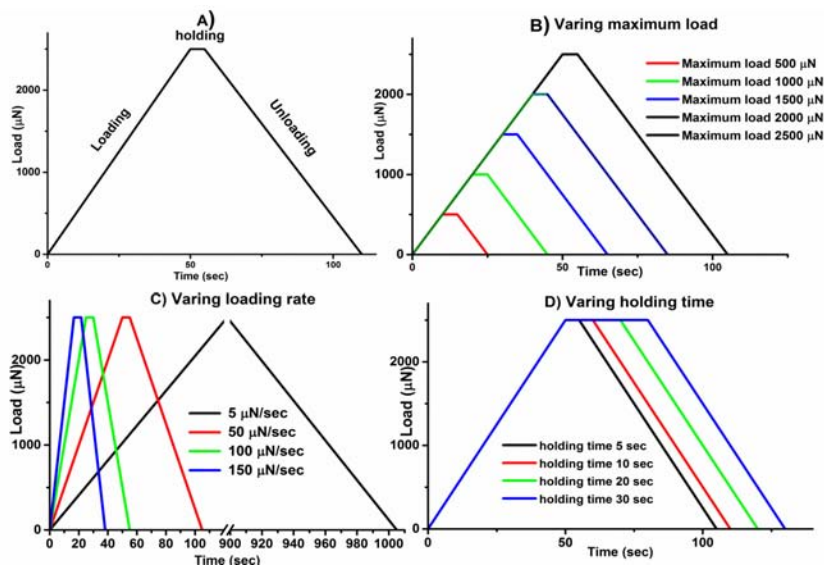 A)
holding
Loading
Unloading
Load (μN)
2000
1000
0
0
50
100
Time (sec)
B) Varing maximum load
Maximum load 500 μN
Maximum load 1000 μN
Maximum load 1500 μN
Maximum load 2000 μN
Maximum load 2500 μN
Load (μN)
2000
1000
0
0
50
100
Time (sec)
C) Varing loading rate
5 μN/sec
50 μN/sec
100 μN/sec
150 μN/sec
Load (μN)
2000
1000
0
0 20 40 60 80 100 900 920 940 960 980 1000
Time (sec)
D) Varing holding time
holding time 5 sec
holding time 10 sec
holding time 20 sec
holding time 30 sec
Load (μN)
2000
1000
0
0
50
100
Time (sec)